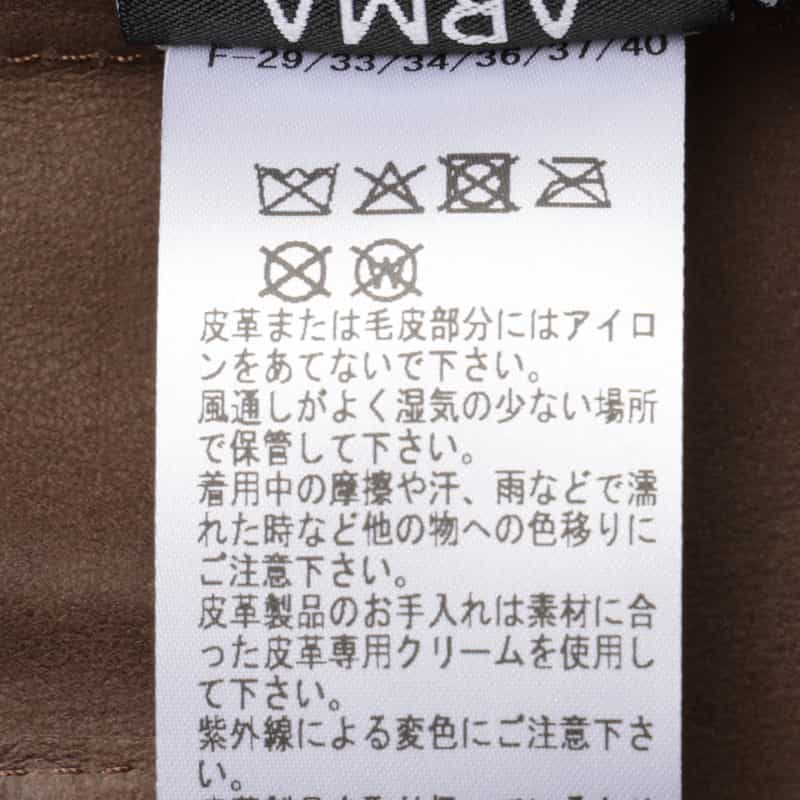 ARMA
F-29/33/34/36/37/40
W
皮革または毛皮部分にはアイロ
ンをあてないで下さい。
風通しがよく湿気の少ない場所
で保管して下さい。
着用中の摩擦や汗、雨などで濡
れた時など他の物への色移りに
ご注意下さい。
皮革製品のお手入れは素材に合
った皮革専用クリームを使用し
て下さい。
紫外線による変色にご注意下さ
い。